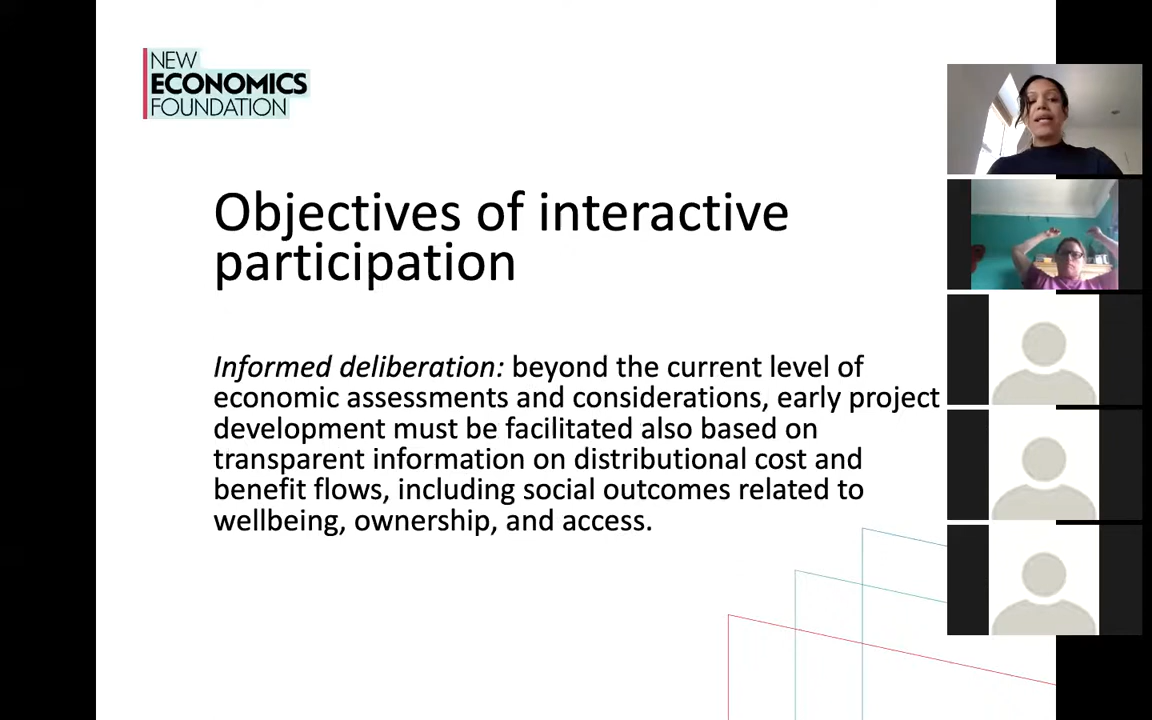 NEW
ECONOMICS
FOUNDATION
Objectives of interactive
participation
Informed deliberation: beyond the current level of
economic assessments and considerations, early project
development must be facilitated also based on
transparent information on distributional cost and
benefit flows, including social outcomes related to
wellbeing, ownership, and access.